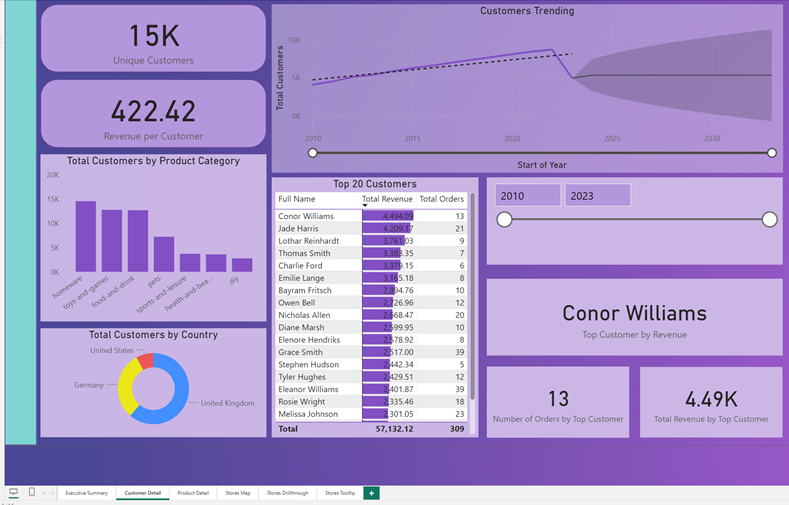 15K
Unique Customers
422.42
Revenue per Customer
Total Customers by Product Category
20K
15K
10K
5K
0K
homeware
toys-and-games
food-and-drink
pets
sports-and-leisure
health-and-bea...
diy
Total Customers by Country
United States
Germany
United Kingdom
Customers Trending
Total Customers
10K
5K
0K
2010
2015
2020
2025
2030
Start of Year
Top 20 Customers
Full Name Total Revenue Total Orders
Conor Williams 4,494.09 13
Jade Harris 4,209.17 21
Lothar Reinhardt 3,761.03 9
Thomas Smith 3,383.35 7
Charlie Ford 3,379.15 6
Emilie Lange 3,165.18 8
Bayram Fritsch 2,894.76 10
Owen Bell 2,726.96 12
Nicholas Allen 2,668.47 20
Diane Marsh 2,599.95 10
Elenore Hendriks 2,578.92 8
Grace Smith 2,517.00 39
Stephen Hudson 2,442.34 5
Tyler Hughes 2,429.51 12
Eleanor Williams 2,401.87 39
Rosie Wright 2,335.46 18
Melissa Johnson 2,301.05 23
Total 57,132.12 309
2010 2023
Conor Williams
Top Customer by Revenue
13
Number of Orders by Top Customer
4.49K
Total Revenue by Top Customer
Executive Summary Customer Detail Product Detail Stores Map Stores Drillthrough Stores Tooltip